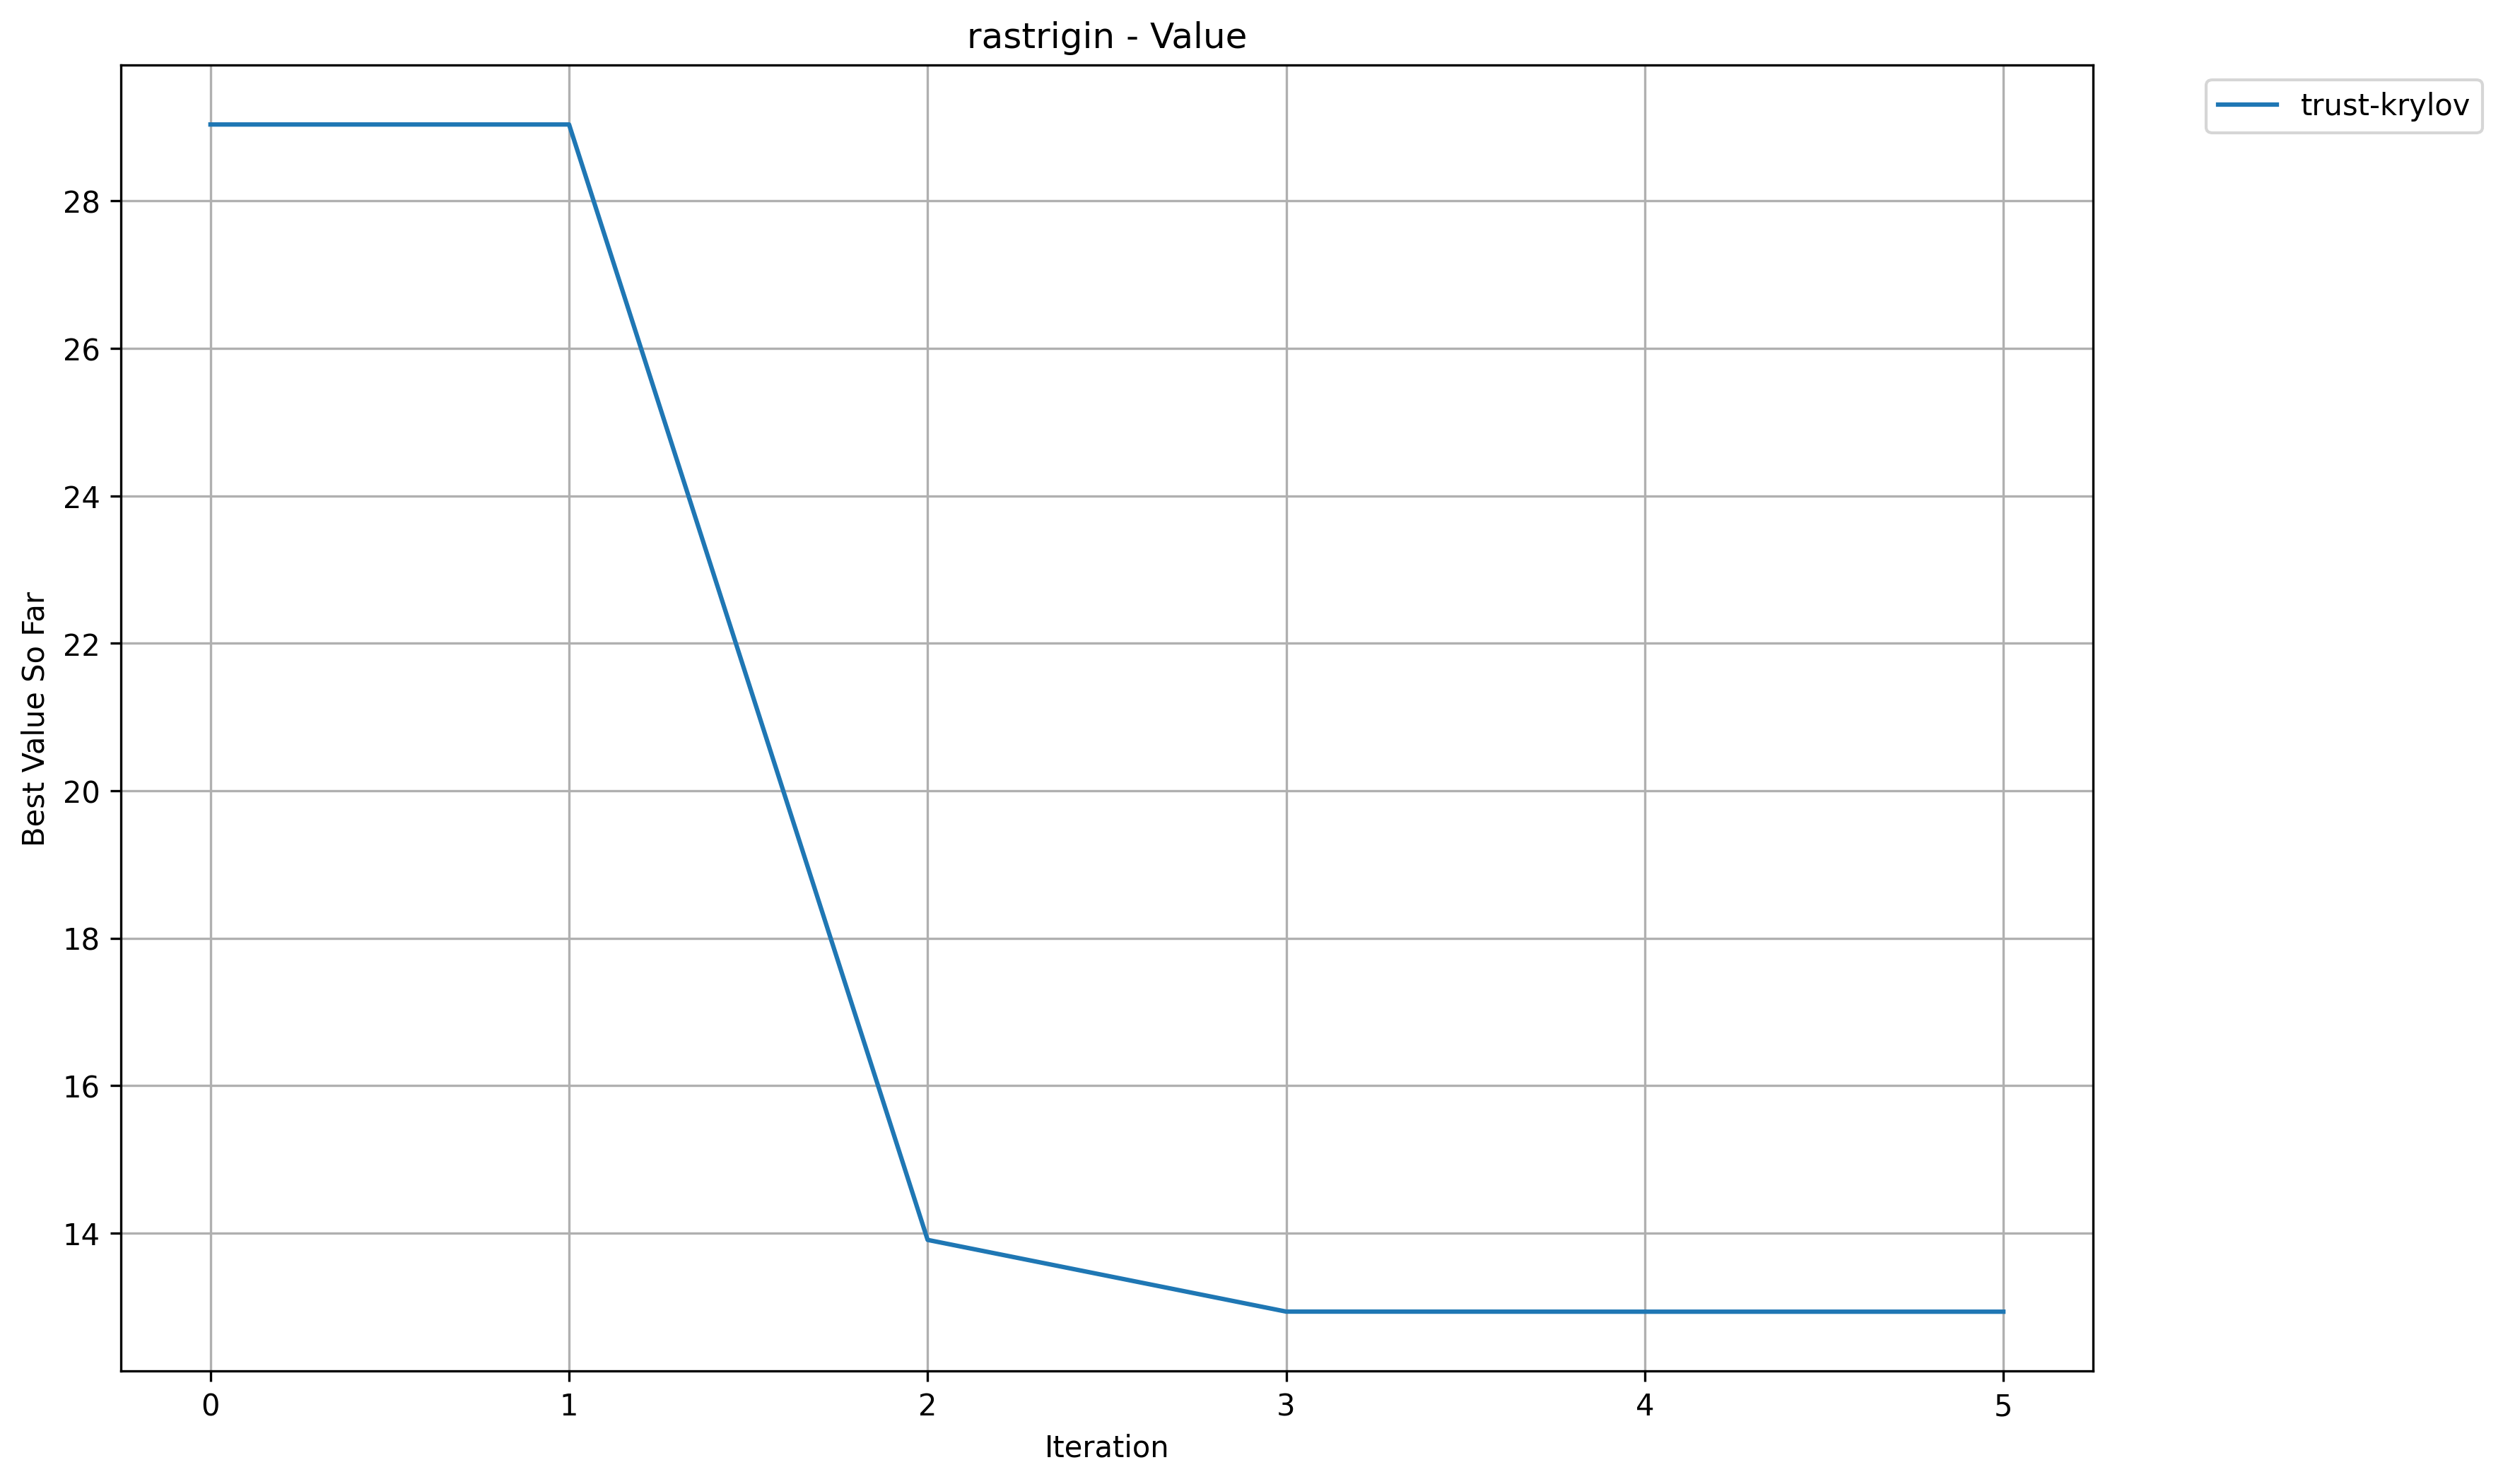 rastrigin - Value
trust-krylov
Best Value So Far
28
26
24
22
20
18
16
14
0 1 2 3 4 5
Iteration